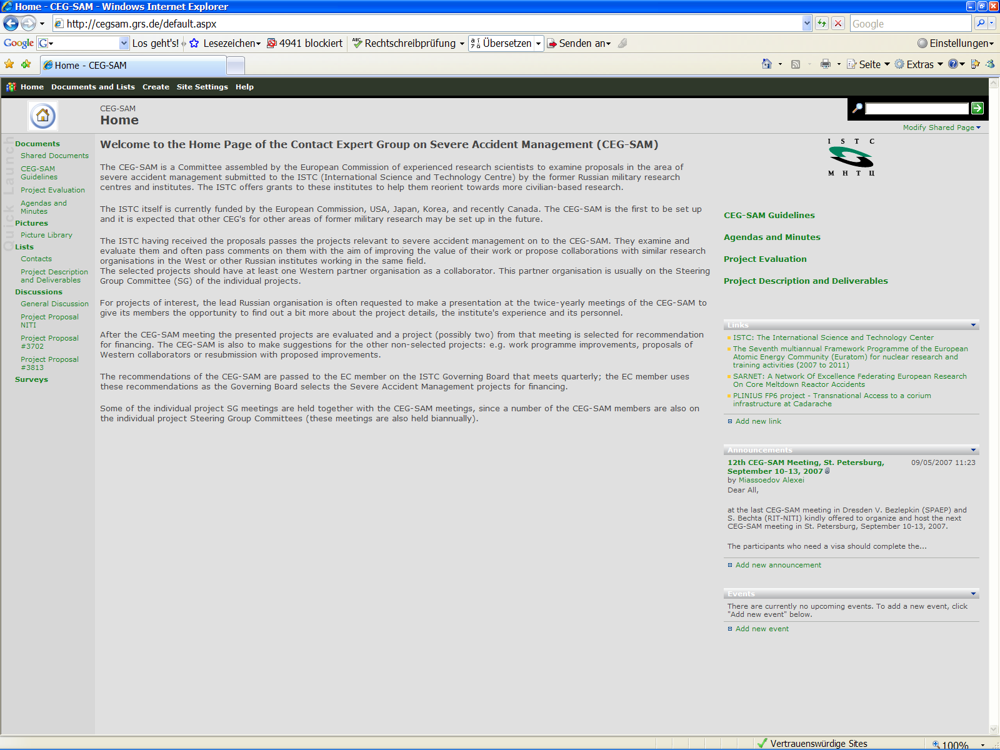 Home - CEG-SAM - Windows Internet Explorer
http://cegsam.grs.de/default.aspx
Google
Google
G
Los geht's!
Lesezeichen
4941 blockiert
Rechtschreibprüfung
Übersetzen
Senden an
Einstellungen
Home - CEG-SAM
Seite
Extras
Home
Documents and Lists
Create
Site Settings
Help
CEG-SAM
Home
Modify Shared Page
Quick Launch
Documents
Shared Documents
CEG-SAM
Guidelines
Project Evaluation
Agendas and
Minutes
Pictures
Picture Library
Lists
Contacts
Project Description
and Deliverables
Discussions
General Discussion
Project Proposal
NITI
Project Proposal
#3702
Project Proposal
#3813
Surveys
Welcome to the Home Page of the Contact Expert Group on Severe Accident Management (CEG-SAM)
The CEG-SAM is a Committee assembled by the European Commission of experienced research scientists to examine proposals in the area of
severe accident management submitted to the ISTC (International Science and Technology Centre) by the former Russian military research
centres and institutes. The ISTC offers grants to these institutes to help them reorient towards more civilian-based research.
The ISTC itself is currently funded by the European Commission, USA, Japan, Korea, and recently Canada. The CEG-SAM is the first to be set up
and it is expected that other CEG's for other areas of former military research may be set up in the future.
The ISTC having received the proposals passes the projects relevant to severe accident management on to the CEG-SAM. They examine and
evaluate them and often pass comments on them with the aim of improving the value of their work or propose collaborations with similar research
organisations in the West or other Russian institutes working in the same field.
The selected projects should have at least one Western partner organisation as a collaborator. This partner organisation is usually on the Steering
Group Committee (SG) of the individual projects.
For projects of interest, the lead Russian organisation is often requested to make a presentation at the twice-yearly meetings of the CEG-SAM to
give its members the opportunity to find out a bit more about the project details, the institute's experience and its personnel.
After the CEG-SAM meeting the presented projects are evaluated and a project (possibly two) from that meeting is selected for recommendation
for financing. The CEG-SAM is also to make suggestions for the other non-selected projects: e.g. work programme improvements, proposals of
Western collaborators or resubmission with proposed improvements.
The recommendations of the CEG-SAM are passed to the EC member on the ISTC Governing Board that meets quarterly; the EC member uses
these recommendations as the Governing Board selects the Severe Accident Management projects for financing.
Some of the individual project SG meetings are held together with the CEG-SAM meetings, since a number of the CEG-SAM members are also on
the individual project Steering Group Committees (these meetings are also held biannually).
I S T C
М Н Т Ц
CEG-SAM Guidelines
Agendas and Minutes
Project Evaluation
Project Description and Deliverables
Links
ISTC: The International Science and Technology Center
The Seventh multiannual Framework Programme of the European
Atomic Energy Community (Euratom) for nuclear research and
training activities (2007 to 2011)
SARNET: A Network Of Excellence Federating European Research
On Core Meltdown Reactor Accidents
PLINIUS FP6 project - Transnational Access to a corium
infrastructure at Cadarache
Add new link
Announcements
12th CEG-SAM Meeting, St. Petersburg, 09/05/2007 11:23
September 10-13, 2007
by Miassoedov Alexei
Dear All,
at the last CEG-SAM meeting in Dresden V. Bezlepkin (SPAEP) and
S. Bechta (RIT-NITI) kindly offered to organize and host the next
CEG-SAM meeting in St. Petersburg, September 10-13, 2007.
The participants who need a visa should complete the...
Add new announcement
Events
There are currently no upcoming events. To add a new event, click
"Add new event" below.
Add new event
Vertrauenswürdige Sites
100%